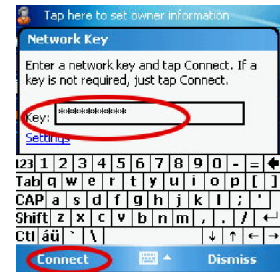 Tap here to set owner information
Network Key
Enter a network key and tap Connect. If a
key is not required, just tap Connect.
Key: **********
Settings
123 1 2 3 4 5 6 7 8 9 0 - =
Tab q w e r t y u i o p [ ]
CAP a s d f g h j k l ; '
Shift z x c v b n m , . /
Ctl áü ` \
Connect Dismiss